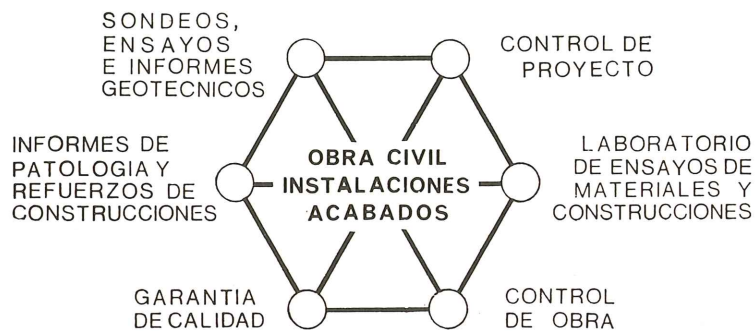 SONDEOS,
ENSAYOS
E INFORMES
GEOTECNICOS
CONTROL DE
PROYECTO
INFORMES DE
PATOLOGIA Y
REFUERZOS DE
CONSTRUCCIONES
OBRA CIVIL
INSTALACIONES
ACABADOS
LABORATORIO
DE ENSAYOS DE
MATERIALES Y
CONSTRUCCIONES
GARANTIA
DE CALIDAD
CONTROL
DE OBRA